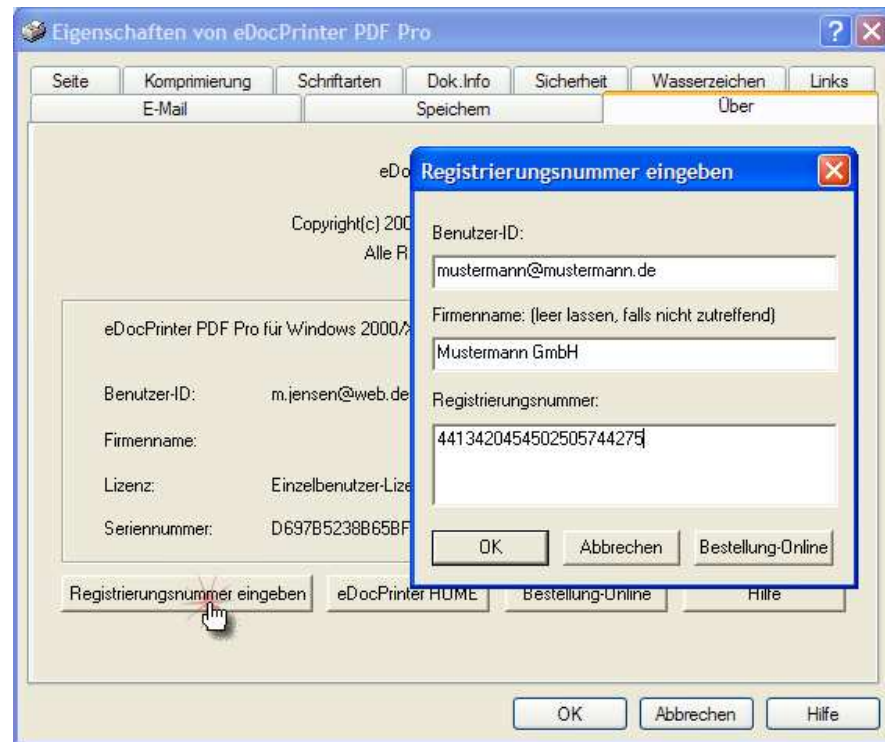 Eigenschaften von eDocPrinter PDF Pro
Seite Komprimierung Schriftarten Dok.Info Sicherheit Wasserzeichen Links
E-Mail Speichern Über
eDo
Copyright(c) 200
Alle R
eDocPrinter PDF Pro für Windows 2000/X
Benutzer-ID: m.jensen@web.de
Firmenname:
Lizenz: Einzelbenutzer-Lize
Seriennummer: D697B5238B65BF
Registrierungsnummer eingeben eDocPrinter HOME Bestellung-Online Hilfe
Registrierungsnummer eingeben
Benutzer-ID:
mustermann@mustermann.de
Firmenname: (leer lassen, falls nicht zutreffend)
Mustermann GmbH
Registrierungsnummer:
4413420454502505744275
OK Abbrechen Bestellung-Online
OK Abbrechen Hilfe